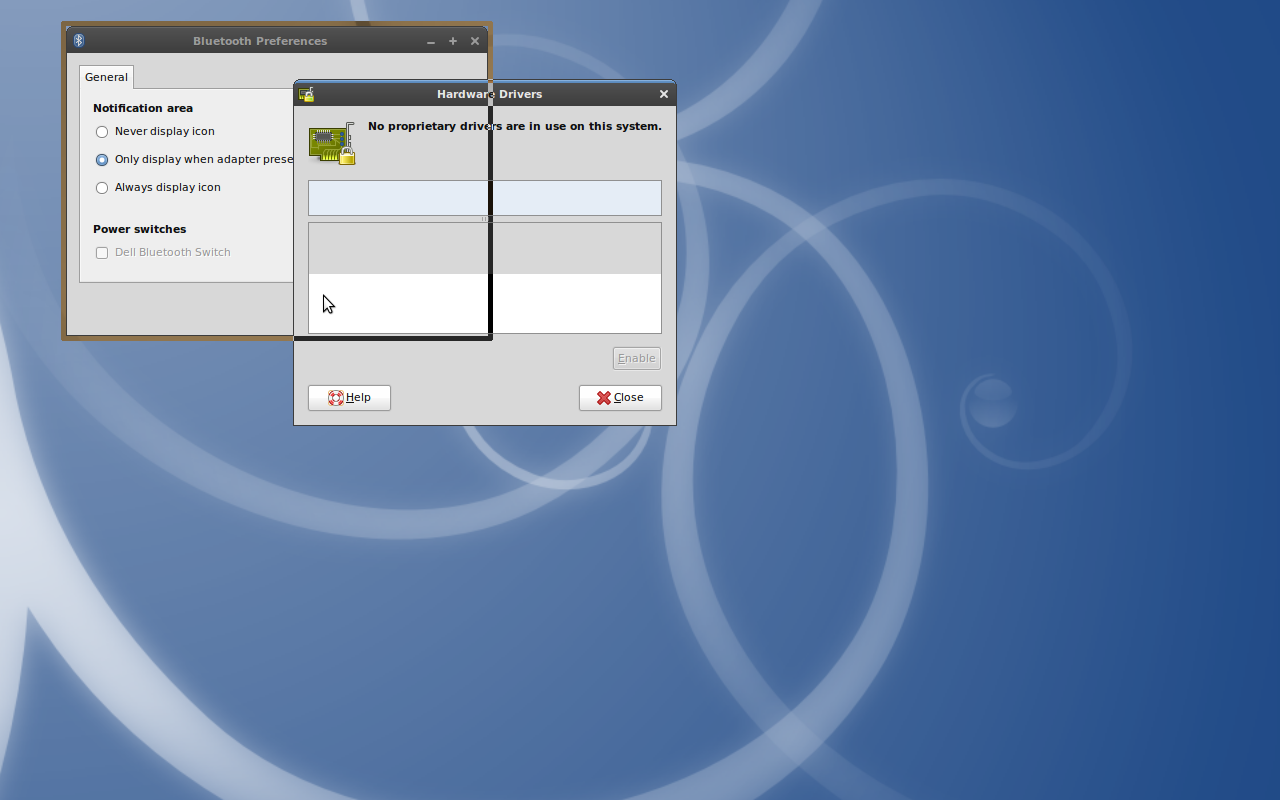 Bluetooth Preferences
General
Notification area
Never display icon
Only display when adapter prese
Always display icon
Power switches
Dell Bluetooth Switch
Hardware Drivers
No proprietary drivers are in use on this system.
Enable
Help
Close